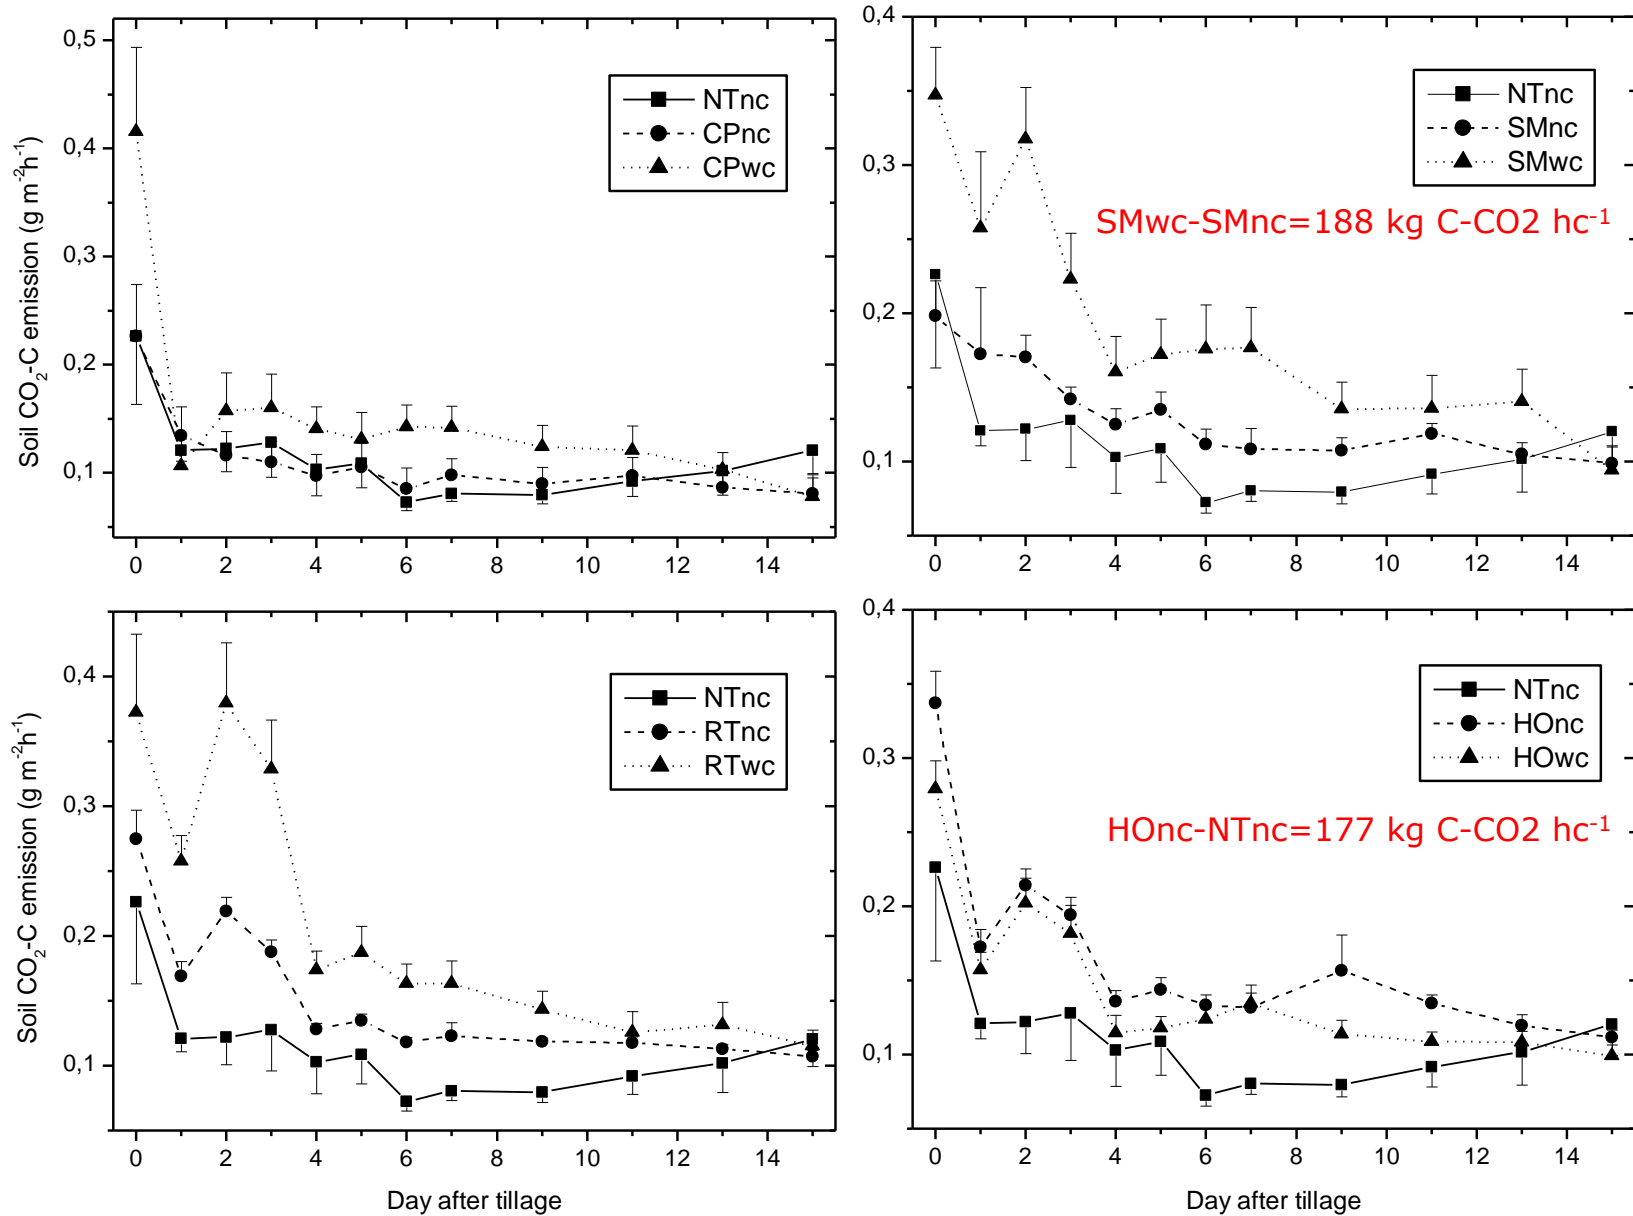 0,5
0,4
0,3
0,2
0,1
Soil CO₂-C emission (g m⁻²h⁻¹)
NTnc
CPnc
CPwc
0 2 4 6 8 10 12 14
0,4
0,3
0,2
0,1
NTnc
SMnc
SMwc
SMwc-SMnc=188 kg C-CO2 hc⁻¹
0 2 4 6 8 10 12 14
0,4
0,3
0,2
0,1
Soil CO₂-C emission (g m⁻²h⁻¹)
NTnc
RTnc
RTwc
0 2 4 6 8 10 12 14
Day after tillage
0,4
0,3
0,2
0,1
NTnc
HOnc
HOwc
HOnc-NTnc=177 kg C-CO2 hc⁻¹
0 2 4 6 8 10 12 14
Day after tillage